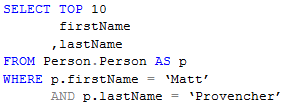 SELECT TOP 10
firstName
,lastName
FROM Person.Person AS p
WHERE p.firstName = ‘Matt’
AND p.lastName = ‘Provencher’